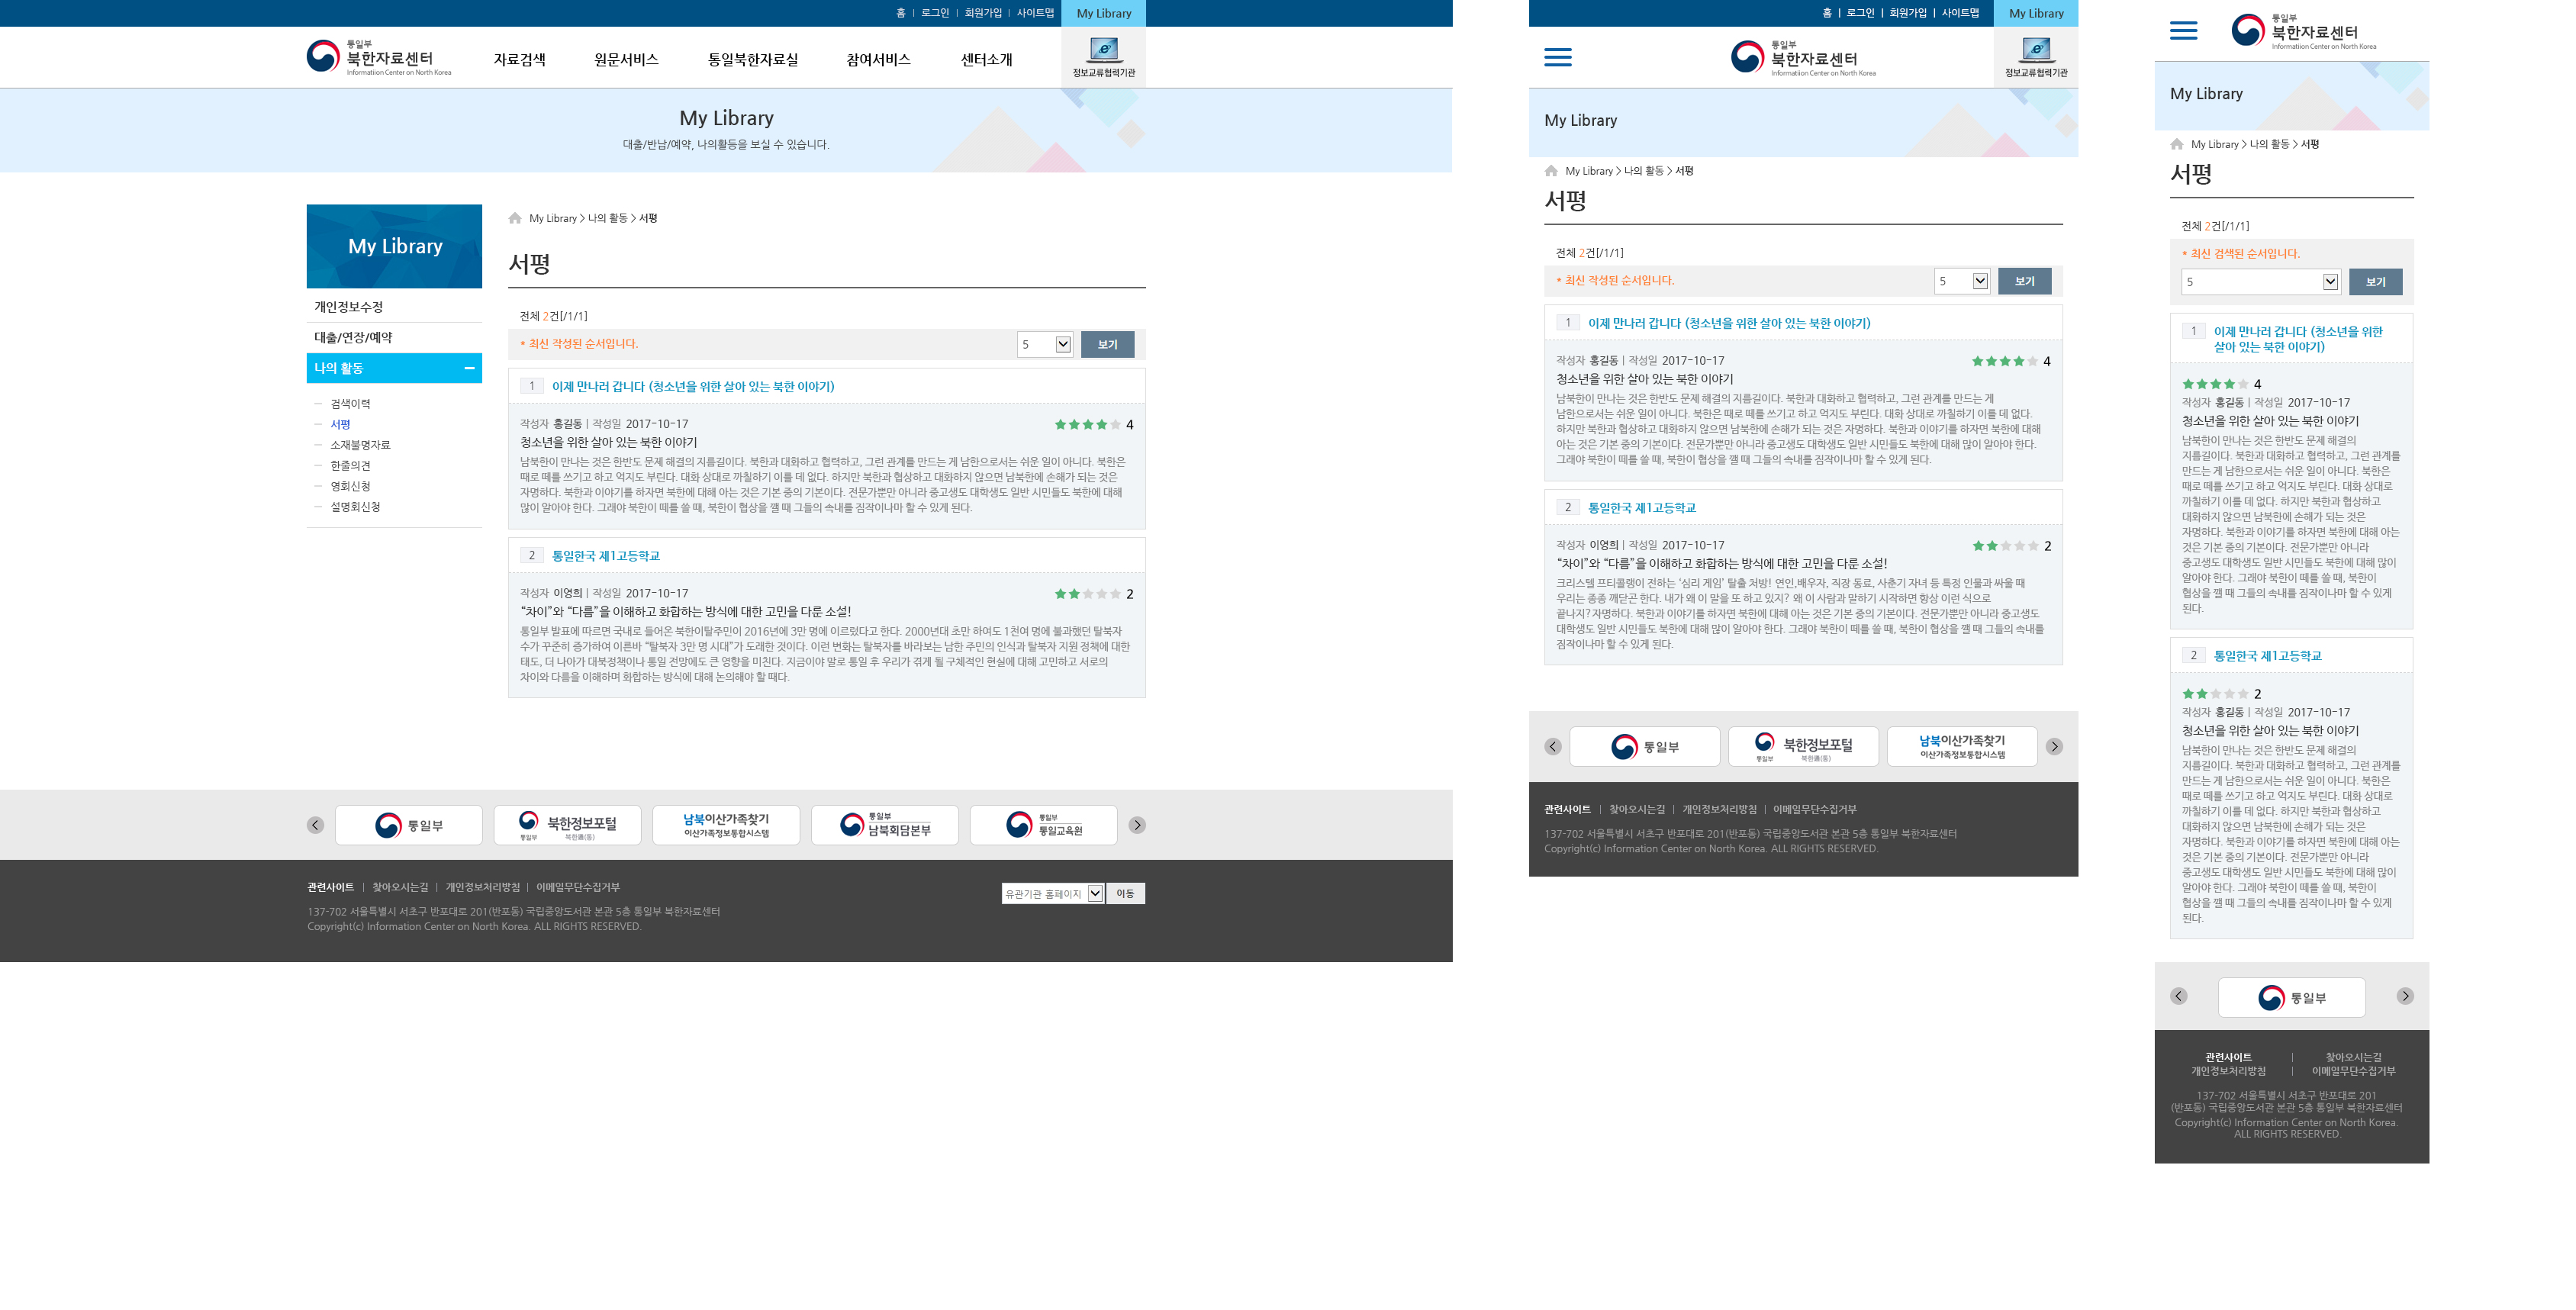 홈 | 로그인 | 회원가입 | 사이트맵
My Library
통일부
북한자료센터
Information Center on North Korea
자료검색
원문서비스
통일북한자료실
참여서비스
센터소개
정보교류협력기관
My Library
대출/반납/예약, 나의활동을 보실 수 있습니다.
My Library
개인정보수정
대출/연장/예약
나의 활동
검색이력
서평
소재불명자료
한줄의견
영화신청
설명회신청
My Library > 나의 활동 > 서평
서평
전체 2건[/1/1]
* 최신 작성된 순서입니다.
5
보기
1 이제 만나러 갑니다 (청소년을 위한 살아 있는 북한 이야기)
작성자 홍길동 | 작성일 2017-10-17
4
청소년을 위한 살아 있는 북한 이야기
남북한이 만나는 것은 한반도 문제 해결의 지름길이다. 북한과 대화하고 협력하고, 그런 관계를 만드는 게 남한으로서는 쉬운 일이 아니다. 북한은
때로 떼를 쓰기고 하고 억지도 부린다. 대화 상대로 까칠하기 이를 데 없다. 하지만 북한과 협상하고 대화하지 않으면 남북한에 손해가 되는 것은
자명하다. 북한과 이야기를 하자면 북한에 대해 아는 것은 기본 중의 기본이다. 전문가뿐만 아니라 중고생도 대학생도 일반 시민들도 북한에 대해
많이 알아야 한다. 그래야 북한이 떼를 쓸 때, 북한이 협상을 깰 때 그들의 속내를 짐작이나마 할 수 있게 된다.
2 통일한국 제1고등학교
작성자 이영희 | 작성일 2017-10-17
2
“차이”와 “다름”을 이해하고 화합하는 방식에 대한 고민을 다룬 소설!
통일부 발표에 따르면 국내로 들어온 북한이탈주민이 2016년에 3만 명에 이르렀다고 한다. 2000년대 초만 하여도 1천여 명에 불과했던 탈북자
수가 꾸준히 증가하여 이른바 “탈북자 3만 명 시대”가 도래한 것이다. 이런 변화는 탈북자를 바라보는 남한 주민의 인식과 탈북자 지원 정책에 대한
태도, 더 나아가 대북정책이나 통일 전망에도 큰 영향을 미친다. 지금이야 말로 통일 후 우리가 겪게 될 구체적인 현실에 대해 고민하고 서로의
차이와 다름을 이해하며 화합하는 방식에 대해 논의해야 할 때다.
통일부
통일부 북한정보포털
남북이산가족찾기
이산가족정보통합시스템
통일부
남북회담본부
통일부
통일교육원
관련사이트 | 찾아오시는길 | 개인정보처리방침 | 이메일무단수집거부
137-702 서울특별시 서초구 반포대로 201(반포동) 국립중앙도서관 본관 5층 통일부 북한자료센터
Copyright(c) Information Center on North Korea. ALL RIGHTS RESERVED.
유관기관 홈페이지
이동
홈 | 로그인 | 회원가입 | 사이트맵
My Library
통일부
북한자료센터
Information Center on North Korea
정보교류협력기관
My Library
My Library > 나의 활동 > 서평
서평
전체 2건[/1/1]
* 최신 작성된 순서입니다.
5
보기
1 이제 만나러 갑니다 (청소년을 위한 살아 있는 북한 이야기)
작성자 홍길동 | 작성일 2017-10-17
4
청소년을 위한 살아 있는 북한 이야기
남북한이 만나는 것은 한반도 문제 해결의 지름길이다. 북한과 대화하고 협력하고, 그런 관계를 만드는 게
남한으로서는 쉬운 일이 아니다. 북한은 때로 떼를 쓰기고 하고 억지도 부린다. 대화 상대로 까칠하기 이를 데 없다.
하지만 북한과 협상하고 대화하지 않으면 남북한에 손해가 되는 것은 자명하다. 북한과 이야기를 하자면 북한에 대해
아는 것은 기본 중의 기본이다. 전문가뿐만 아니라 중고생도 대학생도 일반 시민들도 북한에 대해 많이 알아야 한다.
그래야 북한이 떼를 쓸 때, 북한이 협상을 깰 때 그들의 속내를 짐작이나마 할 수 있게 된다.
2 통일한국 제1고등학교
작성자 이영희 | 작성일 2017-10-17
2
“차이”와 “다름”을 이해하고 화합하는 방식에 대한 고민을 다룬 소설!
크리스텔 프티콜랭이 전하는 ‘심리 게임’ 탈출 처방! 연인,배우자, 직장 동료, 사춘기 자녀 등 특정 인물과 싸울 때
우리는 종종 깨닫곤 한다. 내가 왜 이 말을 또 하고 있지? 왜 이 사람과 말하기 시작하면 항상 이런 식으로
끝나지?자명하다. 북한과 이야기를 하자면 북한에 대해 아는 것은 기본 중의 기본이다. 전문가뿐만 아니라 중고생도
대학생도 일반 시민들도 북한에 대해 많이 알아야 한다. 그래야 북한이 떼를 쓸 때, 북한이 협상을 깰 때 그들의 속내를
짐작이나마 할 수 있게 된다.
통일부
통일부 북한정보포털
남북이산가족찾기
이산가족정보통합시스템
관련사이트 | 찾아오시는길 | 개인정보처리방침 | 이메일무단수집거부
137-702 서울특별시 서초구 반포대로 201(반포동) 국립중앙도서관 본관 5층 통일부 북한자료센터
Copyright(c) Information Center on North Korea. ALL RIGHTS RESERVED.
통일부
북한자료센터
Information Center on North Korea
My Library
My Library > 나의 활동 > 서평
서평
전체 2건[/1/1]
* 최신 검색된 순서입니다.
5
보기
1 이제 만나러 갑니다 (청소년을 위한
살아 있는 북한 이야기)
4
작성자 홍길동 | 작성일 2017-10-17
청소년을 위한 살아 있는 북한 이야기
남북한이 만나는 것은 한반도 문제 해결의
지름길이다. 북한과 대화하고 협력하고, 그런 관계를
만드는 게 남한으로서는 쉬운 일이 아니다. 북한은
때로 떼를 쓰기고 하고 억지도 부린다. 대화 상대로
까칠하기 이를 데 없다. 하지만 북한과 협상하고
대화하지 않으면 남북한에 손해가 되는 것은
자명하다. 북한과 이야기를 하자면 북한에 대해 아는
것은 기본 중의 기본이다. 전문가뿐만 아니라
중고생도 대학생도 일반 시민들도 북한에 대해 많이
알아야 한다. 그래야 북한이 떼를 쓸 때, 북한이
협상을 깰 때 그들의 속내를 짐작이나마 할 수 있게
된다.
2 통일한국 제1고등학교
2
작성자 홍길동 | 작성일 2017-10-17
청소년을 위한 살아 있는 북한 이야기
남북한이 만나는 것은 한반도 문제 해결의
지름길이다. 북한과 대화하고 협력하고, 그런 관계를
만드는 게 남한으로서는 쉬운 일이 아니다. 북한은
때로 떼를 쓰기고 하고 억지도 부린다. 대화 상대로
까칠하기 이를 데 없다. 하지만 북한과 협상하고
대화하지 않으면 남북한에 손해가 되는 것은
자명하다. 북한과 이야기를 하자면 북한에 대해 아는
것은 기본 중의 기본이다. 전문가뿐만 아니라
중고생도 대학생도 일반 시민들도 북한에 대해 많이
알아야 한다. 그래야 북한이 떼를 쓸 때, 북한이
협상을 깰 때 그들의 속내를 짐작이나마 할 수 있게
된다.
통일부
관련사이트 | 찾아오시는길
개인정보처리방침 | 이메일무단수집거부
137-702 서울특별시 서초구 반포대로 201
(반포동) 국립중앙도서관 본관 5층 통일부 북한자료센터
Copyright(c) Information Center on North Korea.
ALL RIGHTS RESERVED.